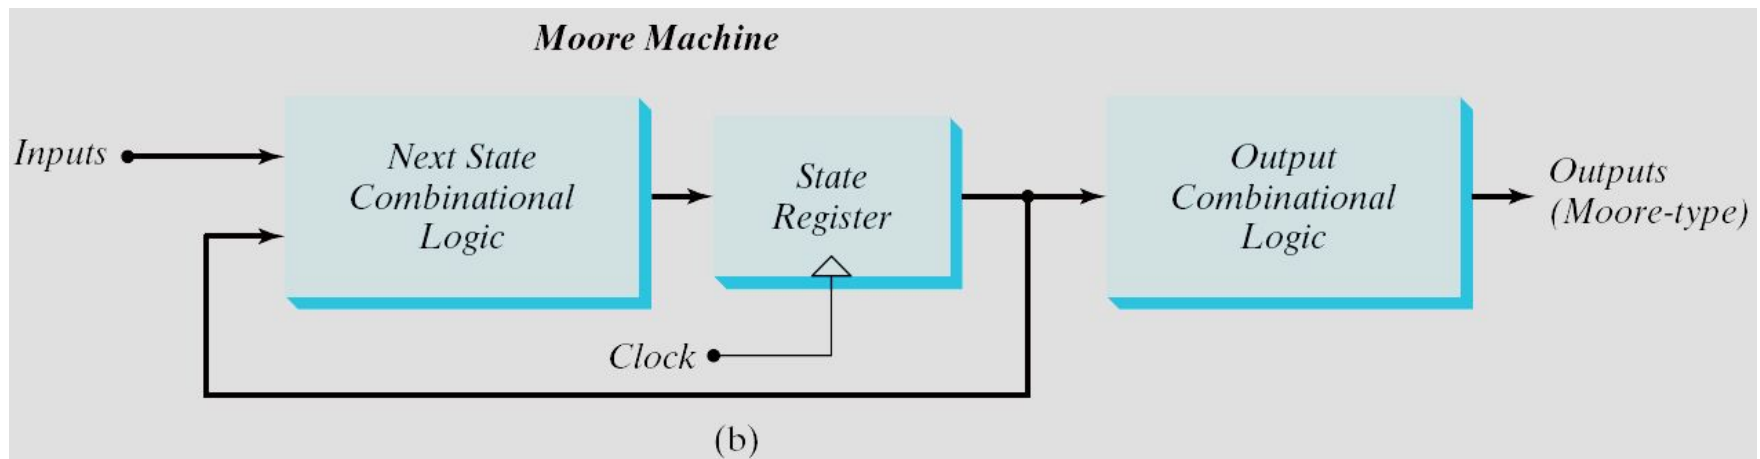 Moore Machine
Inputs
Next State
Combinational
Logic
State
Register
Output
Combinational
Logic
Outputs
(Moore-type)
Clock
(b)